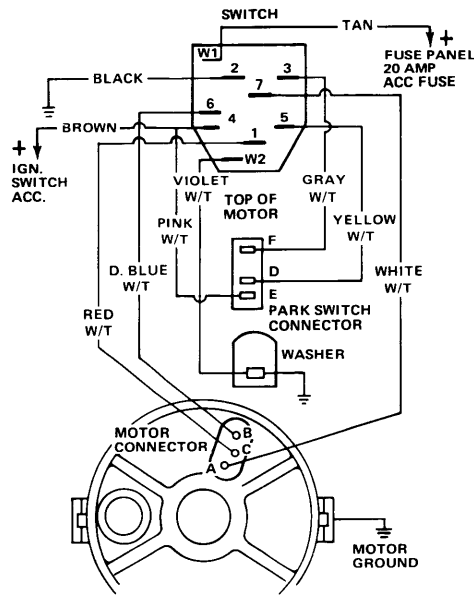 SWITCH
TAN
W1
FUSE PANEL
20 AMP
ACC FUSE
BLACK
2
3
7
6
4
5
1
W2
BROWN
IGN.
SWITCH
ACC.
VIOLET
W/T
TOP OF
MOTOR
GRAY
W/T
PINK
W/T
YELLOW
W/T
F
D
E
D. BLUE
W/T
WHITE
W/T
PARK SWITCH
CONNECTOR
RED
W/T
WASHER
MOTOR
CONNECTOR
B
C
A
MOTOR
GROUND